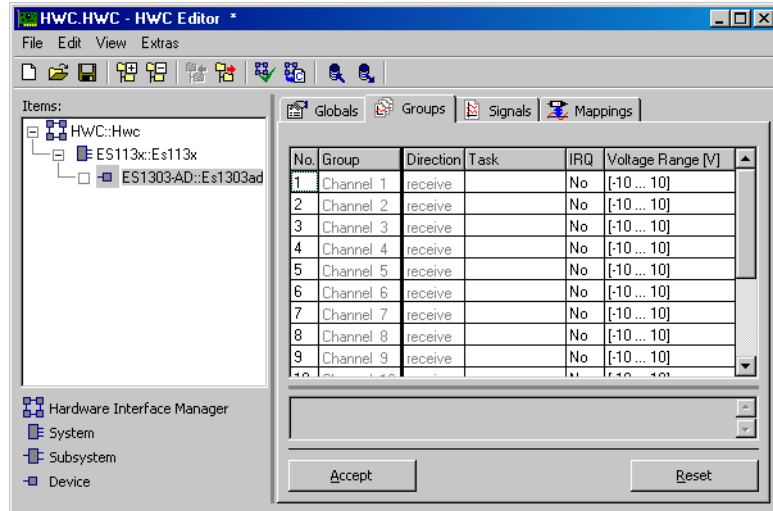 HWC.HWC - HWC Editor *
File Edit View Extras
Items:
HWC::Hwc
ES113x::Es113x
ES1303-AD::Es1303ad
Hardware Interface Manager
System
Subsystem
Device
Globals Groups Signals Mappings
No. Group Direction Task IRQ Voltage Range [V]
1 Channel 1 receive No [-10 ... 10]
2 Channel 2 receive No [-10 ... 10]
3 Channel 3 receive No [-10 ... 10]
4 Channel 4 receive No [-10 ... 10]
5 Channel 5 receive No [-10 ... 10]
6 Channel 6 receive No [-10 ... 10]
7 Channel 7 receive No [-10 ... 10]
8 Channel 8 receive No [-10 ... 10]
9 Channel 9 receive No [-10 ... 10]
Accept Reset